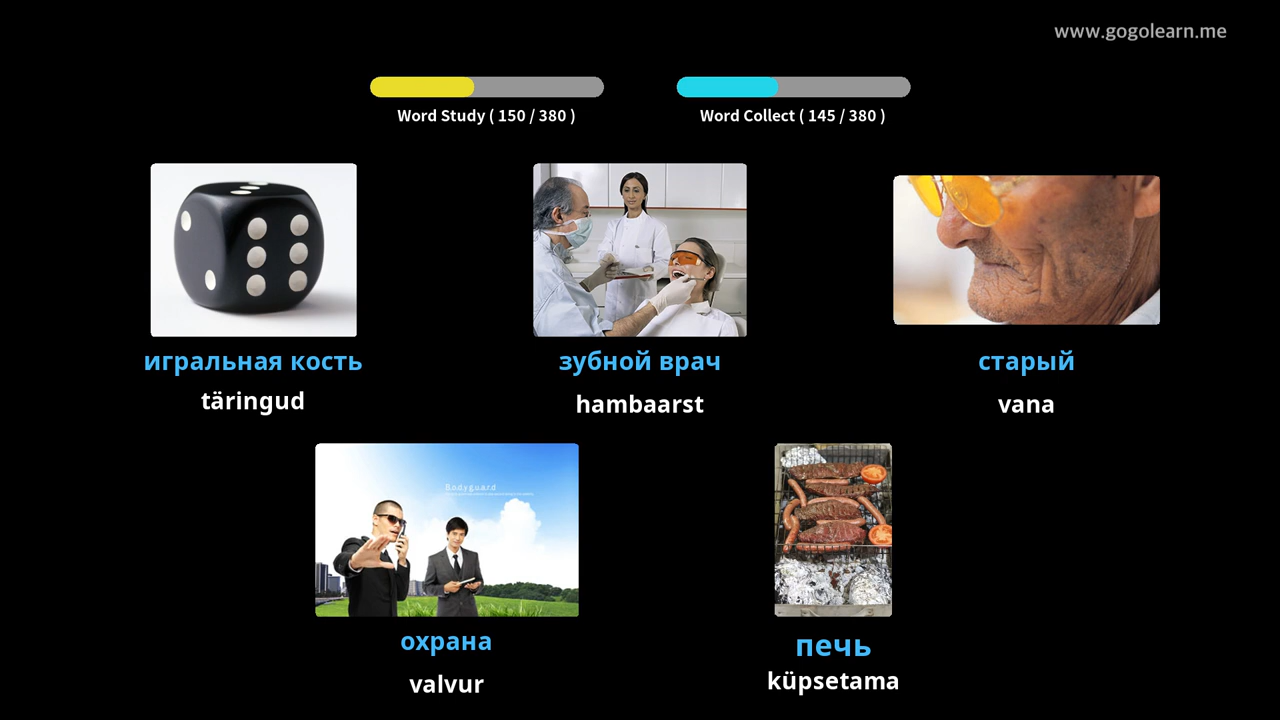 www.gogolearn.me
Word Study ( 150 / 380 )
Word Collect ( 145 / 380 )
игральная кость
täringud
зубной врач
hambaarst
старый
vana
Bodyguard
охрана
valvur
печь
küpsetama